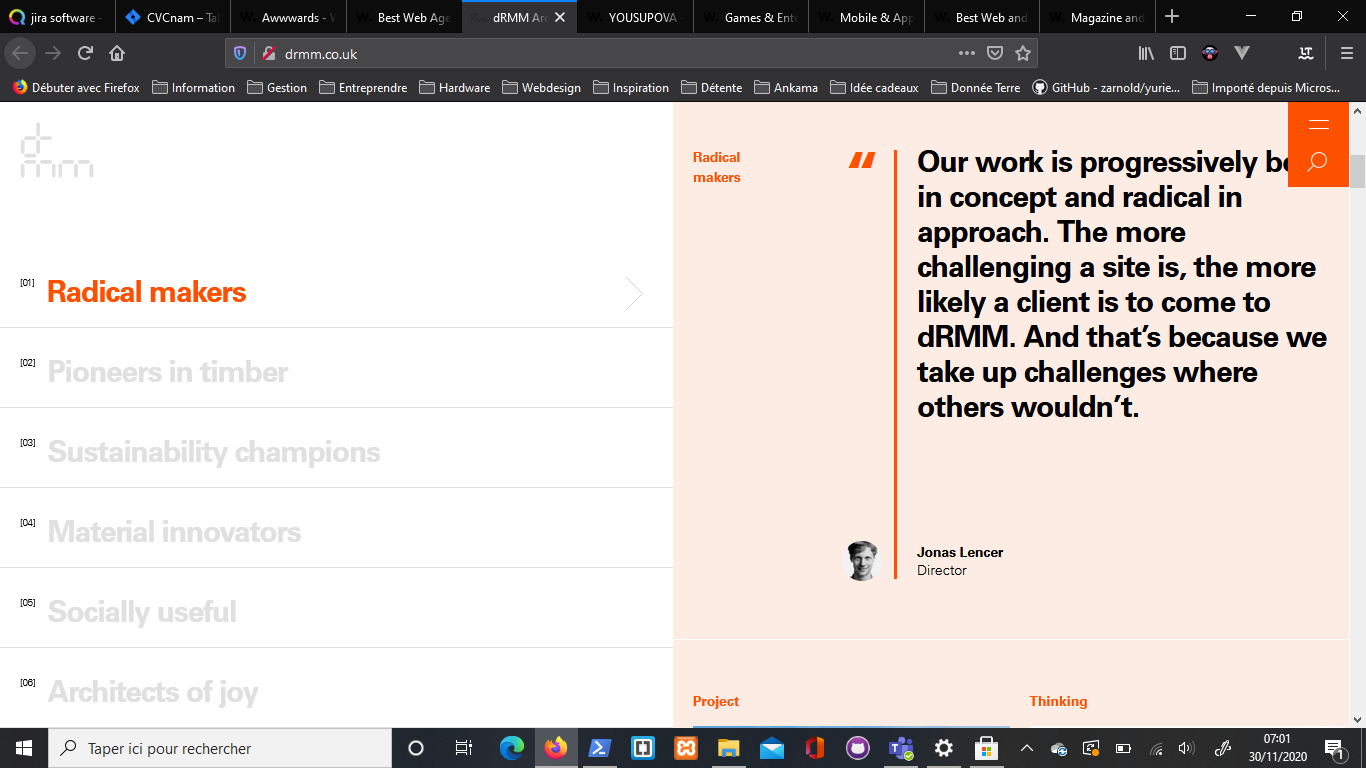 jira software -
CVCnam – Ta
Awwwards -
Best Web Age
dRMM Arc
YOUSUPOVA -
Games & Ente
Mobile & App
Best Web and
Magazine and
drmm.co.uk
Débuter avec Firefox
Information
Gestion
Entreprendre
Hardware
Webdesign
Inspiration
Détente
Ankama
Idée cadeaux
Donnée Terre
GitHub - zarnold/yurie...
Importé depuis Micros...
d
rmm
[01] Radical makers
[02] Pioneers in timber
[03] Sustainability champions
[04] Material innovators
[05] Socially useful
[06] Architects of joy
Radical
makers
Our work is progressively
in concept and radical in
approach. The more
challenging a site is, the more
likely a client is to come to
dRMM. And that’s because we
take up challenges where
others wouldn’t.
Jonas Lencer
Director
Project
Thinking
Taper ici pour rechercher
07:01
30/11/2020
1